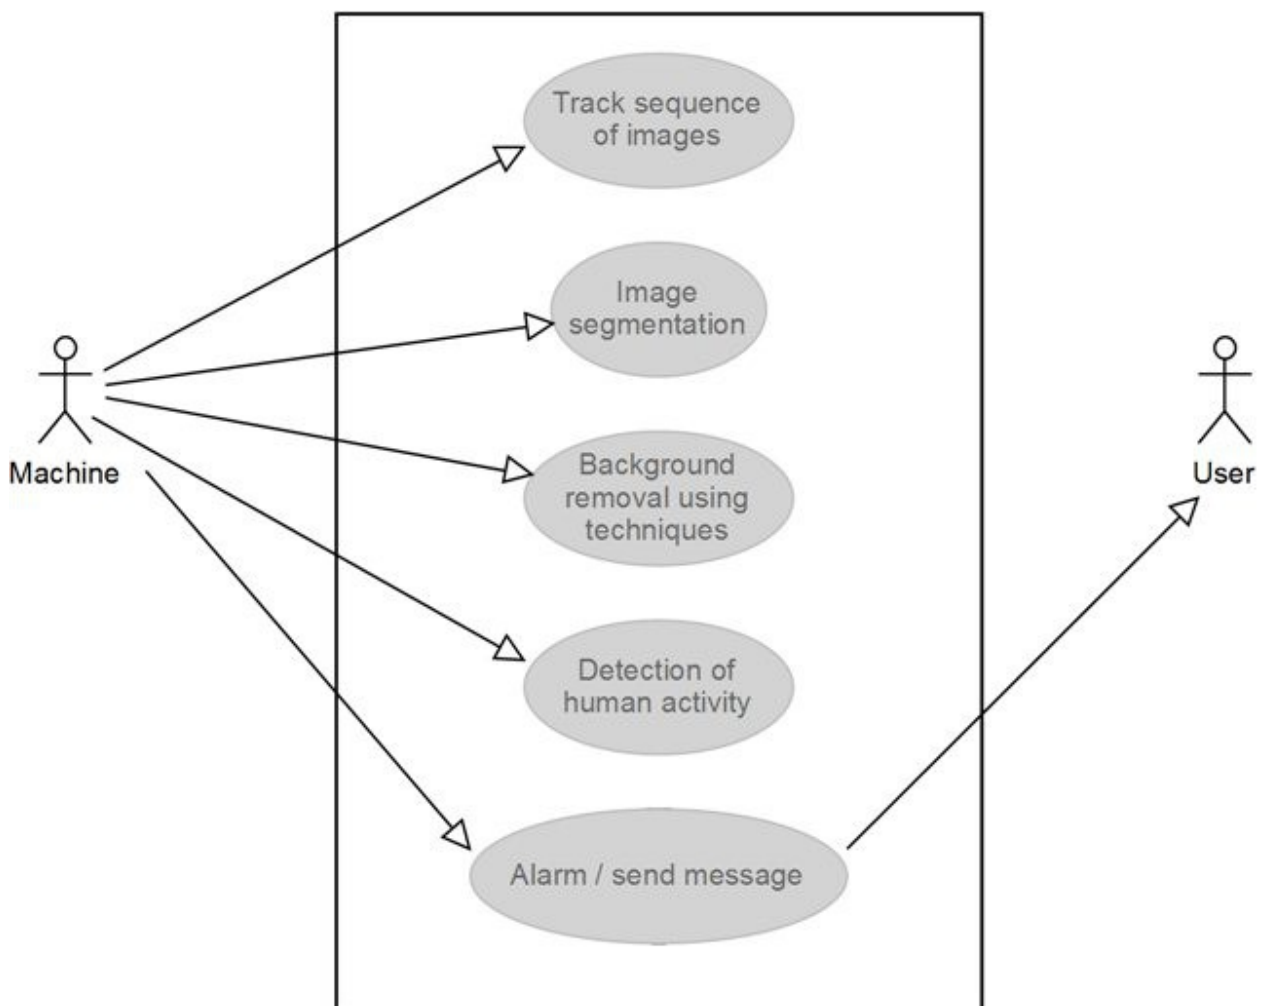 Track sequence
of images
Image
segmentation
Machine
User
Background
removal using
techniques
Detection of
human activity
Alarm / send message